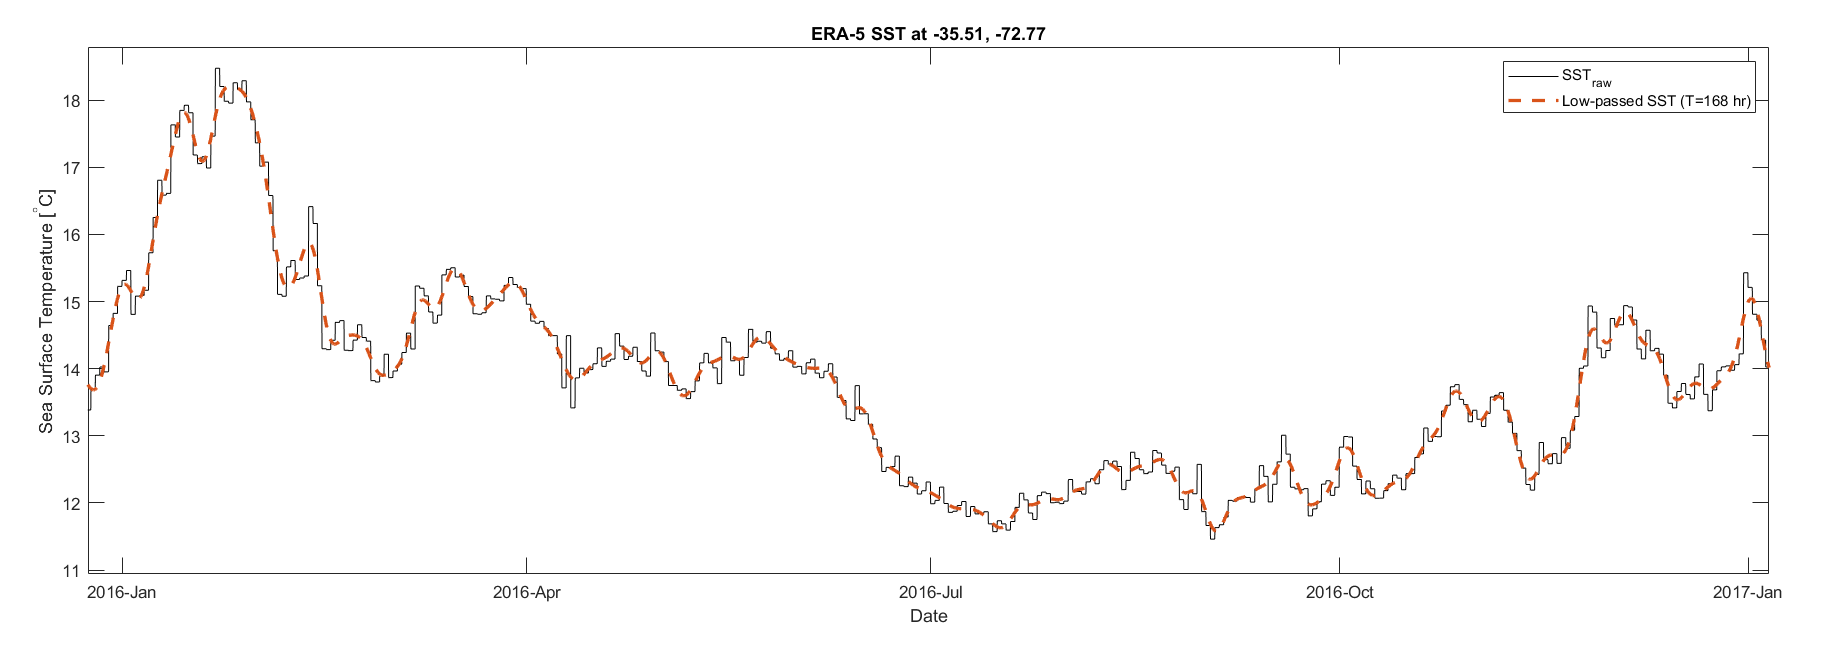 ERA-5 SST at -35.51, -72.77
SST_raw
Low-passed SST (T=168 hr)
Sea Surface Temperature [°C]
18
17
16
15
14
13
12
11
2016-Jan
2016-Apr
2016-Jul
2016-Oct
2017-Jan
Date